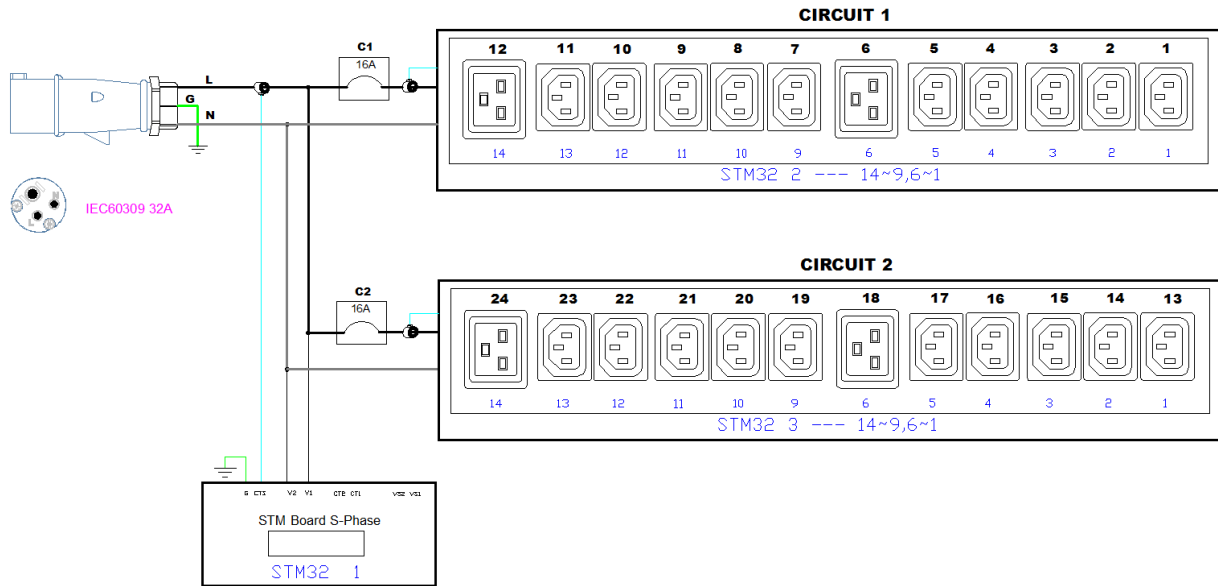 CIRCUIT 1
C1
16A
12 11 10 9 8 7 6 5 4 3 2 1
L
G
N
14 13 12 11 10 9 6 5 4 3 2 1
STM32 2 --- 14~9,6~1
IEC60309 32A
N
L
CIRCUIT 2
C2
16A
24 23 22 21 20 19 18 17 16 15 14 13
14 13 12 11 10 9 6 5 4 3 2 1
STM32 3 --- 14~9,6~1
G CT3 V2 V1 CT2 CT1 VS2 VS1
STM Board S-Phase
STM32 1